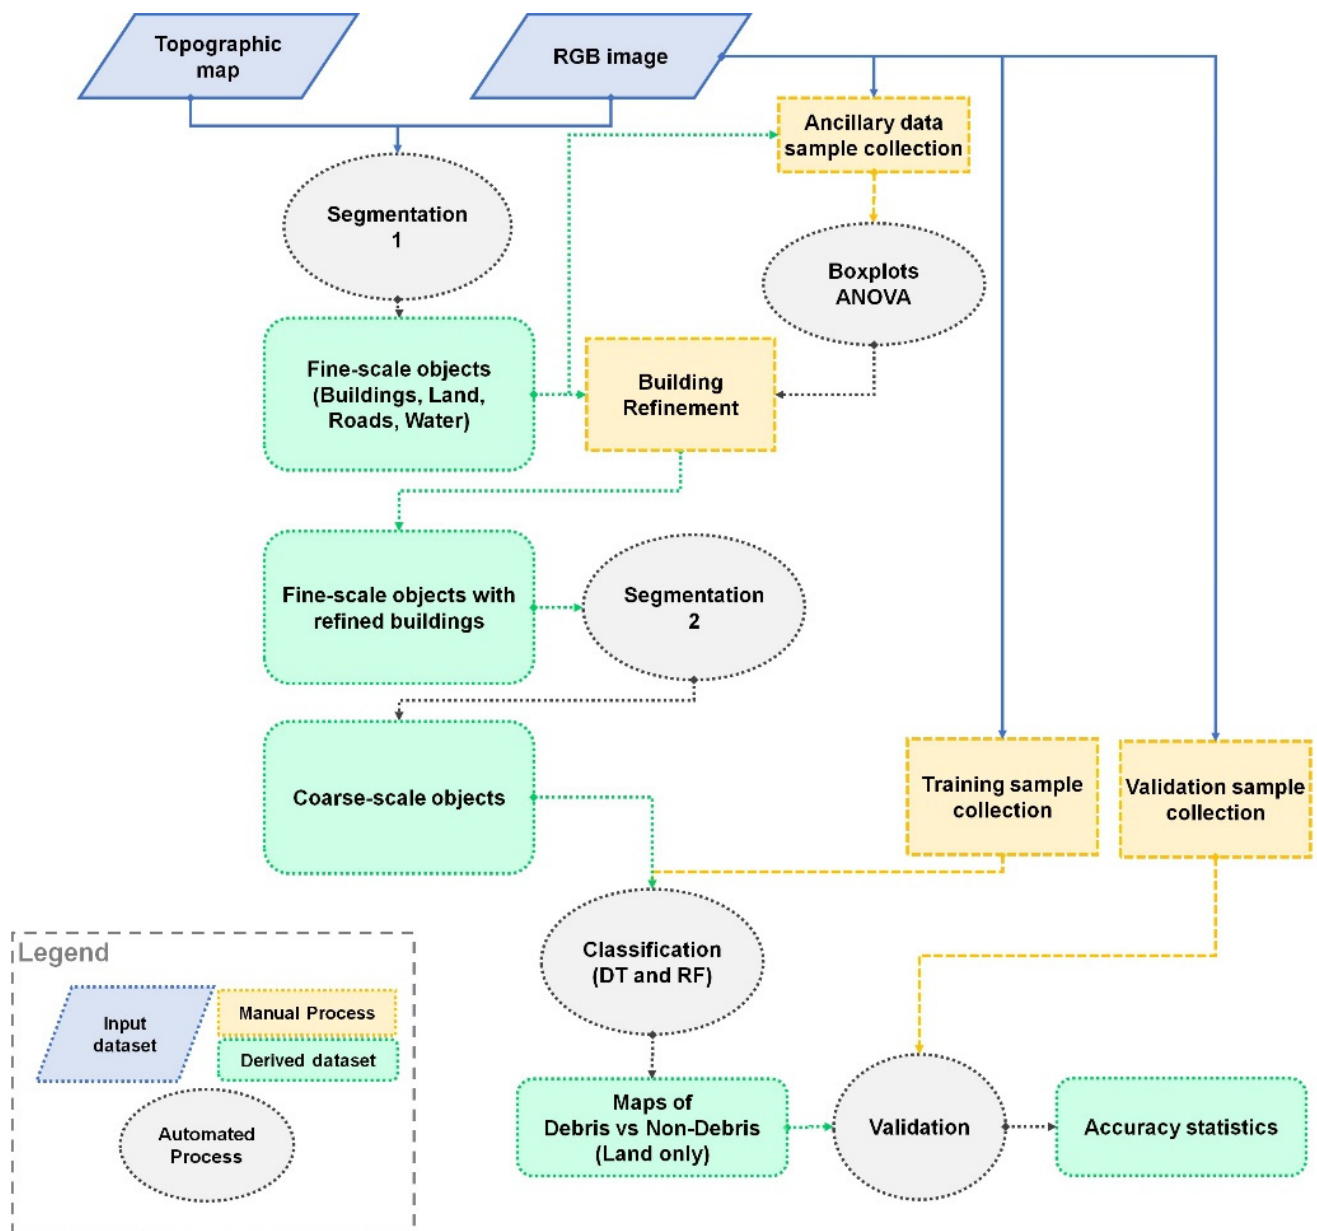 Topographic
map
RGB image
Ancillary data
sample collection
Segmentation
1
Boxplots
ANOVA
Fine-scale objects
(Buildings, Land,
Roads, Water)
Building
Refinement
Fine-scale objects with
refined buildings
Segmentation
2
Coarse-scale objects
Training sample
collection
Validation sample
collection
Classification
(DT and RF)
Legend
Input
dataset
Manual Process
Derived dataset
Automated
Process
Maps of
Debris vs Non-Debris
(Land only)
Validation
Accuracy statistics